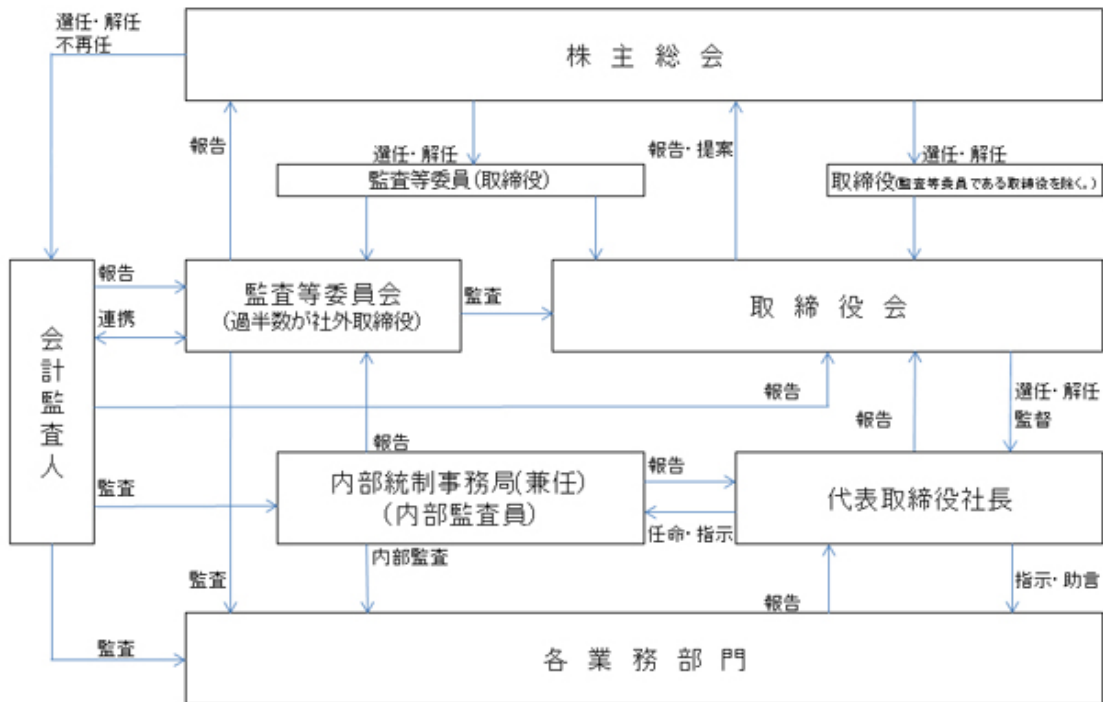 選任・解任
不再任
株主総会
報告
選任・解任
報告・提案
選任・解任
監査等委員(取締役)
取締役(監査等委員である取締役を除く。)
報告
監査等委員会
(過半数が社外取締役)
監査
取締役会
連携
会計監査人
報告
報告
選任・解任
監督
報告
監査
内部統制事務局(兼任)
(内部監査員)
報告
任命・指示
代表取締役社長
内部監査
監査
報告
指示・助言
監査
各業務部門